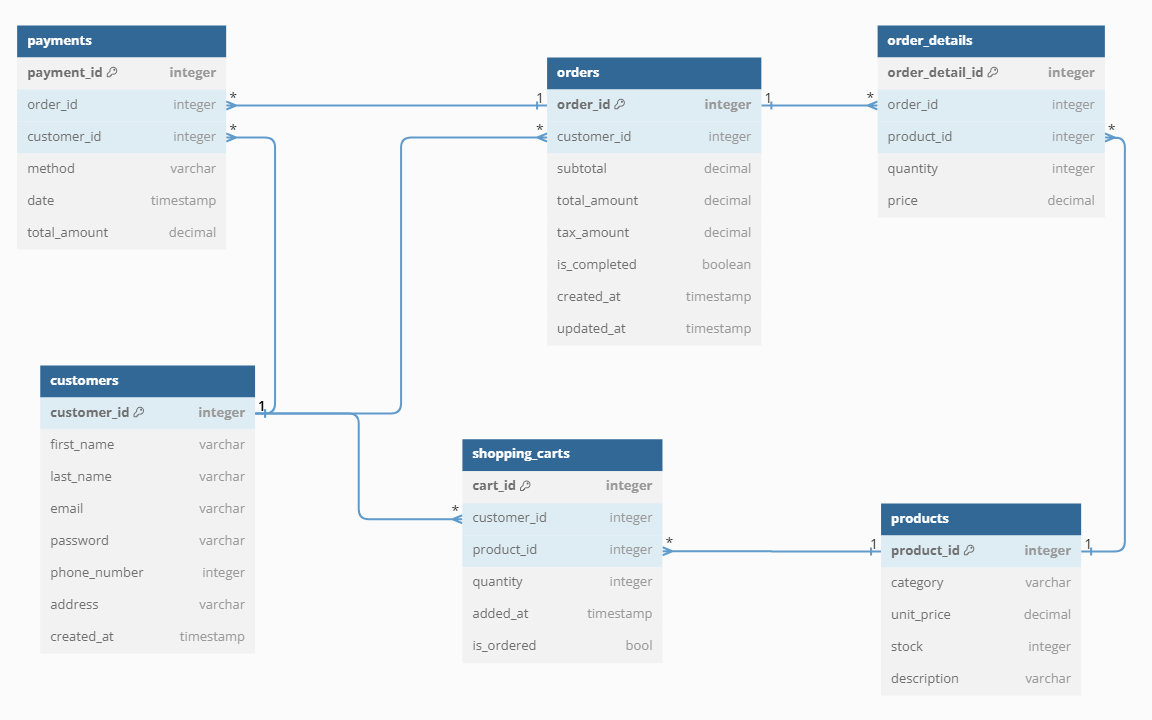 payments
payment_id integer
order_id integer
customer_id integer
method varchar
date timestamp
total_amount decimal
* 1
*
orders
order_id integer
customer_id integer
subtotal decimal
total_amount decimal
tax_amount decimal
is_completed boolean
created_at timestamp
updated_at timestamp
*
1 *
order_details
order_detail_id integer
order_id integer
product_id integer
quantity integer
price decimal
*
customers
customer_id integer
first_name varchar
last_name varchar
email varchar
password varchar
phone_number integer
address varchar
created_at timestamp
1
*
shopping_carts
cart_id integer
customer_id integer
product_id integer
quantity integer
added_at timestamp
is_ordered bool
* 1
products
product_id integer
category varchar
unit_price decimal
stock integer
description varchar
1